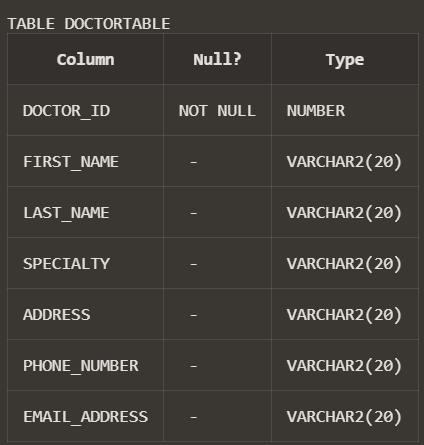 TABLE DOCTORTABLE
Column Null? Type
DOCTOR_ID NOT NULL NUMBER
FIRST_NAME - VARCHAR2(20)
LAST_NAME - VARCHAR2(20)
SPECIALTY - VARCHAR2(20)
ADDRESS - VARCHAR2(20)
PHONE_NUMBER - VARCHAR2(20)
EMAIL_ADDRESS - VARCHAR2(20)